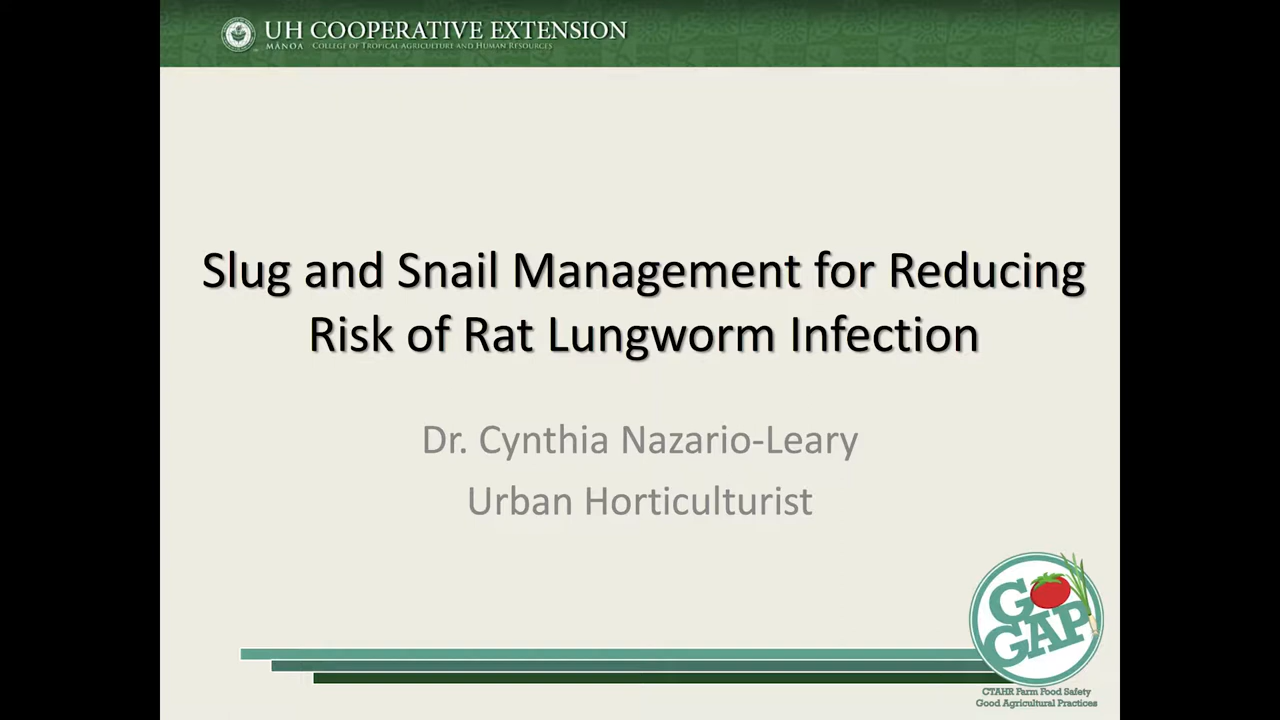 UH COOPERATIVE EXTENSION
MĀNOA COLLEGE OF TROPICAL AGRICULTURE AND HUMAN RESOURCES
Slug and Snail Management for Reducing
Risk of Rat Lungworm Infection
Dr. Cynthia Nazario-Leary
Urban Horticulturist
GO
GAP
CTAHR Farm Food Safety
Good Agricultural Practices